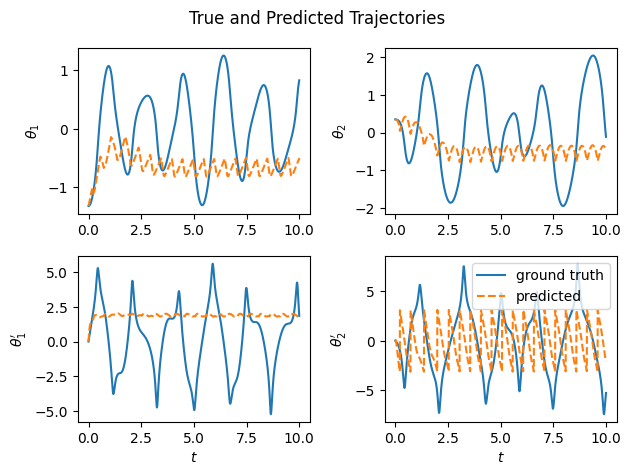 True and Predicted Trajectories
θ₁
1
0
−1
0.0 2.5 5.0 7.5 10.0
θ₂
2
1
0
−1
−2
0.0 2.5 5.0 7.5 10.0
θ₁′
5.0
2.5
0.0
−2.5
−5.0
0.0 2.5 5.0 7.5 10.0
t
θ₂′
5
0
−5
ground truth
predicted
0.0 2.5 5.0 7.5 10.0
t